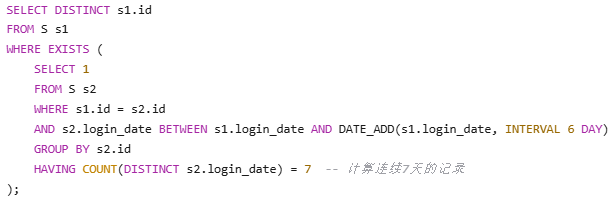 SELECT DISTINCT s1.id
FROM S s1
WHERE EXISTS (
    SELECT 1
    FROM S s2
    WHERE s1.id = s2.id
    AND s2.login_date BETWEEN s1.login_date AND DATE_ADD(s1.login_date, INTERVAL 6 DAY)
    GROUP BY s2.id
    HAVING COUNT(DISTINCT s2.login_date) = 7  -- 计算连续7天的记录
);